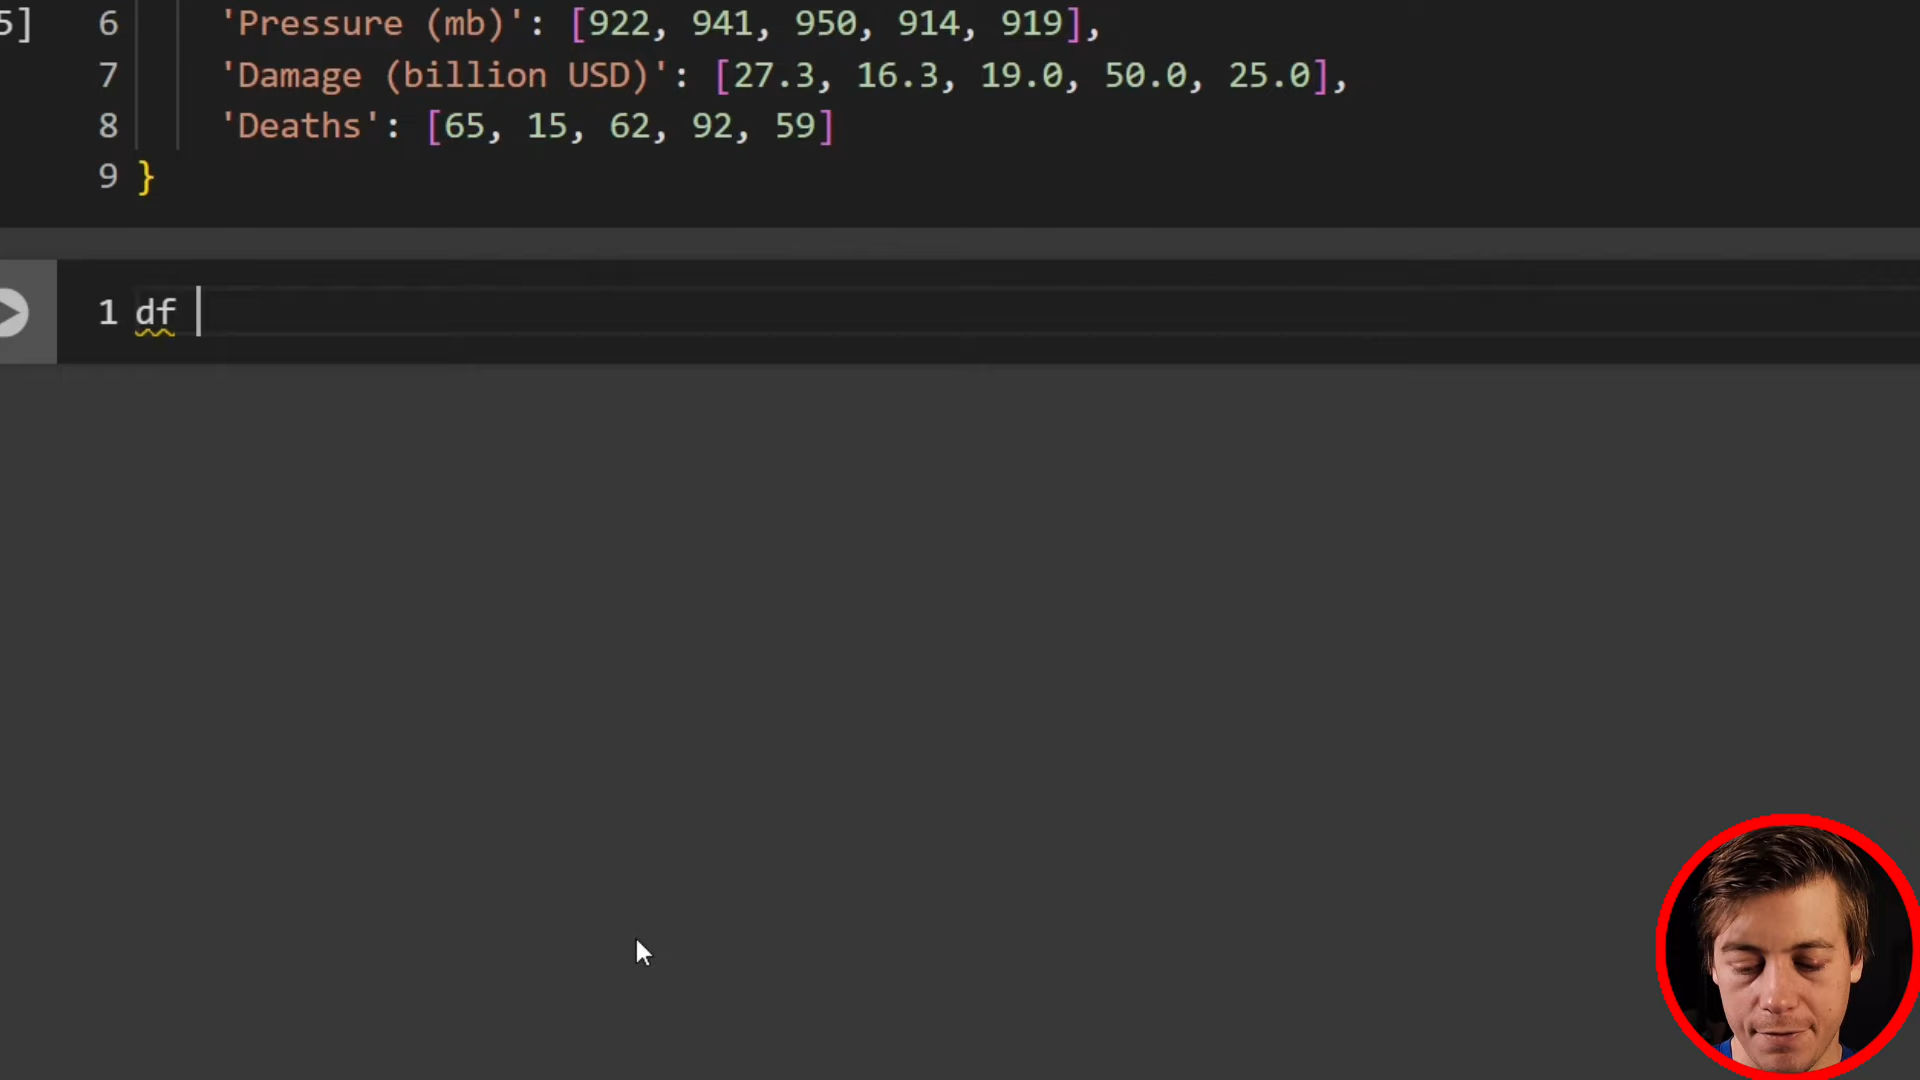 5] 6 'Pressure (mb)': [922, 941, 950, 914, 919],
7 'Damage (billion USD)': [27.3, 16.3, 19.0, 50.0, 25.0],
8 'Deaths': [65, 15, 62, 92, 59]
9 }
1 df